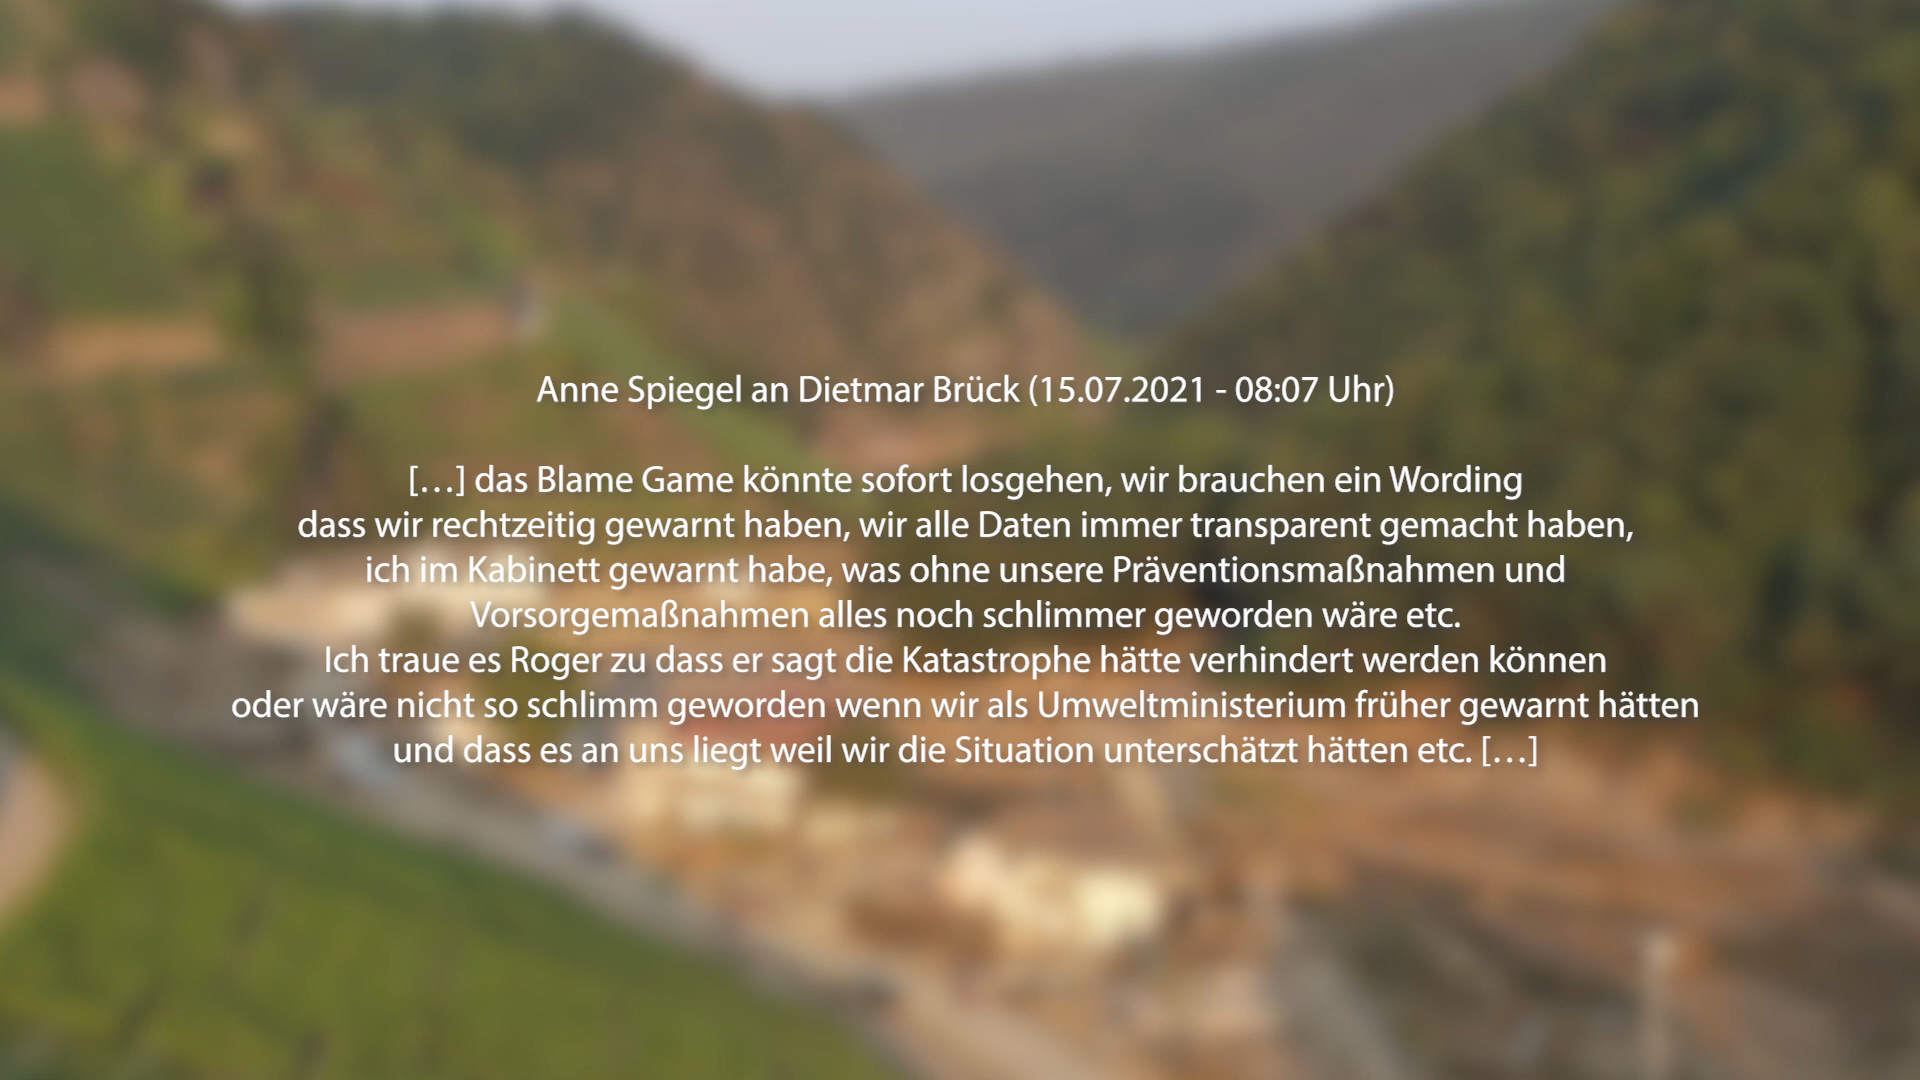 Anne Spiegel an Dietmar Brück (15.07.2021 - 08:07 Uhr)
[…] das Blame Game könnte sofort losgehen, wir brauchen ein Wording
dass wir rechtzeitig gewarnt haben, wir alle Daten immer transparent gemacht haben,
ich im Kabinett gewarnt habe, was ohne unsere Präventionsmaßnahmen und
Vorsorgemaßnahmen alles noch schlimmer geworden wäre etc.
Ich traue es Roger zu dass er sagt die Katastrophe hätte verhindert werden können
oder wäre nicht so schlimm geworden wenn wir als Umweltministerium früher gewarnt hätten
und dass es an uns liegt weil wir die Situation unterschätzt hätten etc. […]